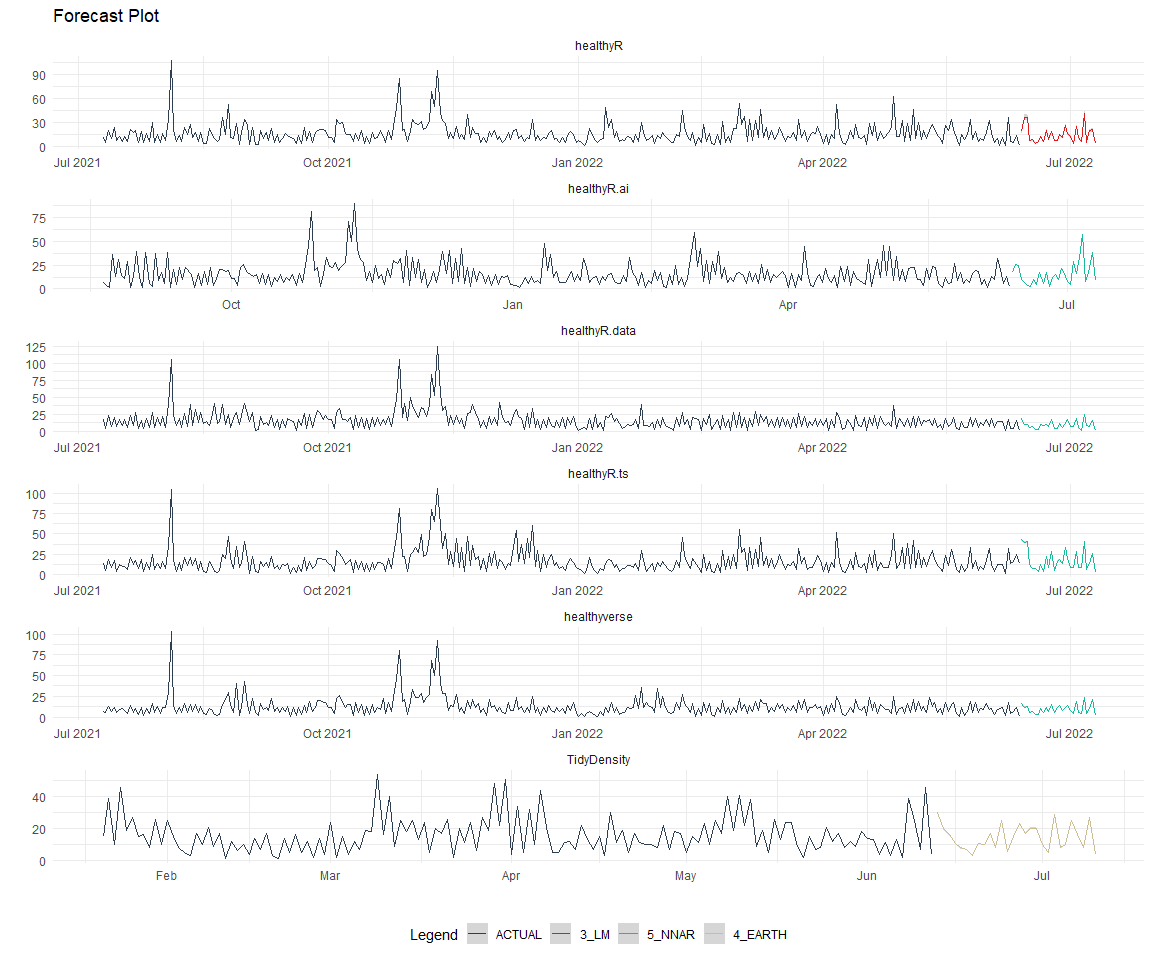 Forecast Plot
healthyR
90
60
30
0
Jul 2021 Oct 2021 Jan 2022 Apr 2022 Jul 2022
healthyR.ai
75
50
25
0
Oct Jan Apr Jul
healthyR.data
125
100
75
50
25
0
Jul 2021 Oct 2021 Jan 2022 Apr 2022 Jul 2022
healthyR.ts
100
75
50
25
0
Jul 2021 Oct 2021 Jan 2022 Apr 2022 Jul 2022
healthyverse
100
75
50
25
0
Jul 2021 Oct 2021 Jan 2022 Apr 2022 Jul 2022
TidyDensity
40
20
0
Feb Mar Apr May Jun Jul
Legend ACTUAL 3_LM 5_NNAR 4_EARTH